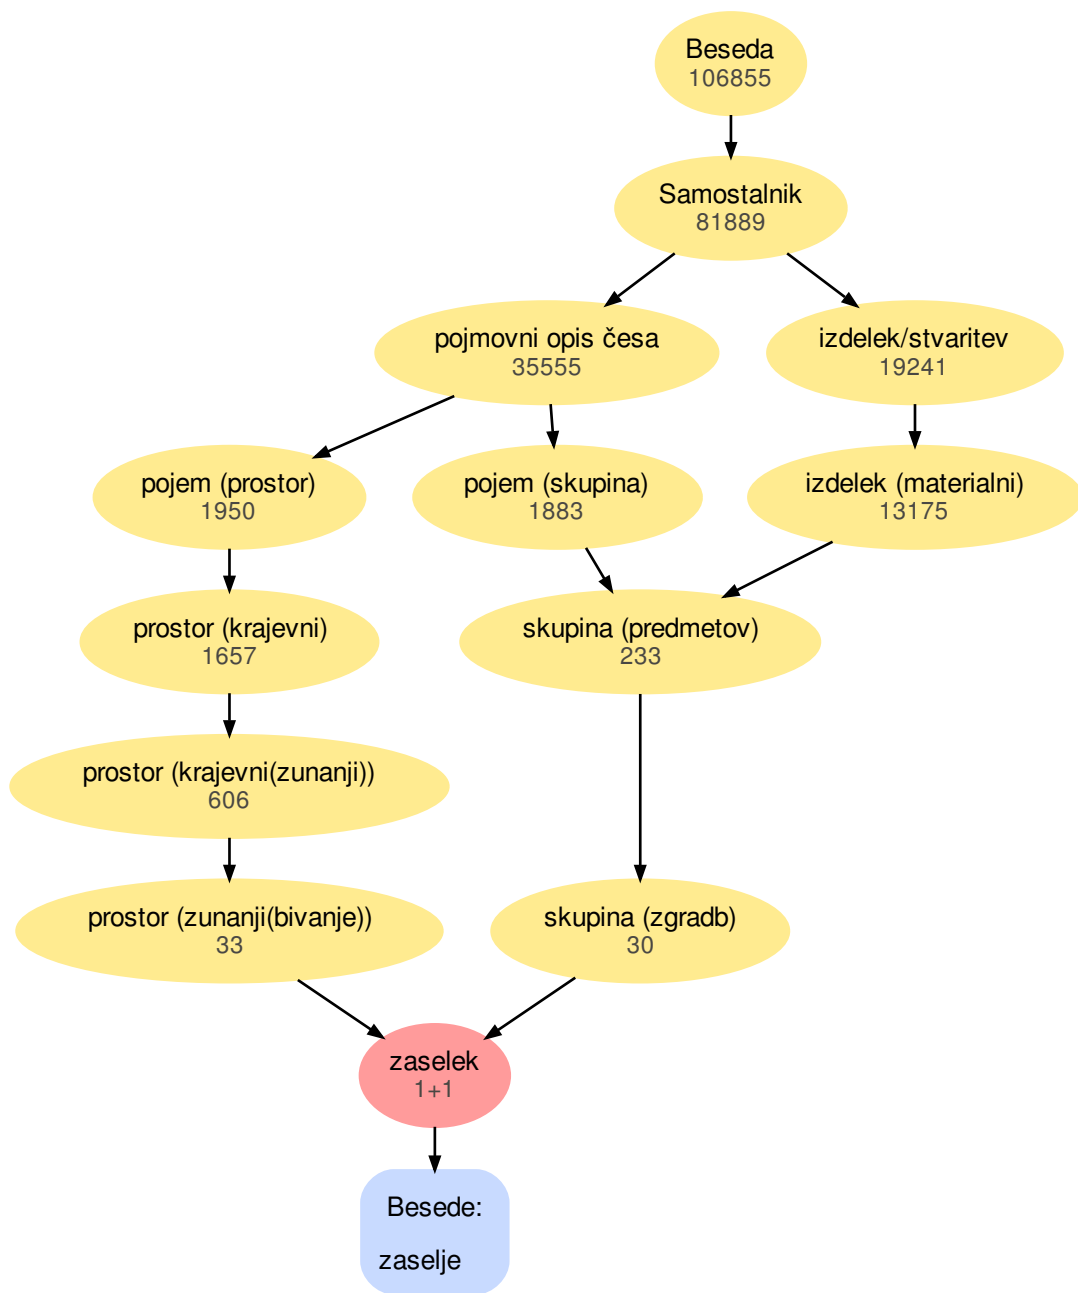 Beseda
106855
Samostalnik
81889
pojmovni opis česa
35555
izdelek/stvaritev
19241
pojem (prostor)
1950
pojem (skupina)
1883
izdelek (materialni)
13175
prostor (krajevni)
1657
skupina (predmetov)
233
prostor (krajevni(zunanji))
606
prostor (zunanji(bivanje))
33
skupina (zgradb)
30
zaselek
1+1
Besede:
zaselje